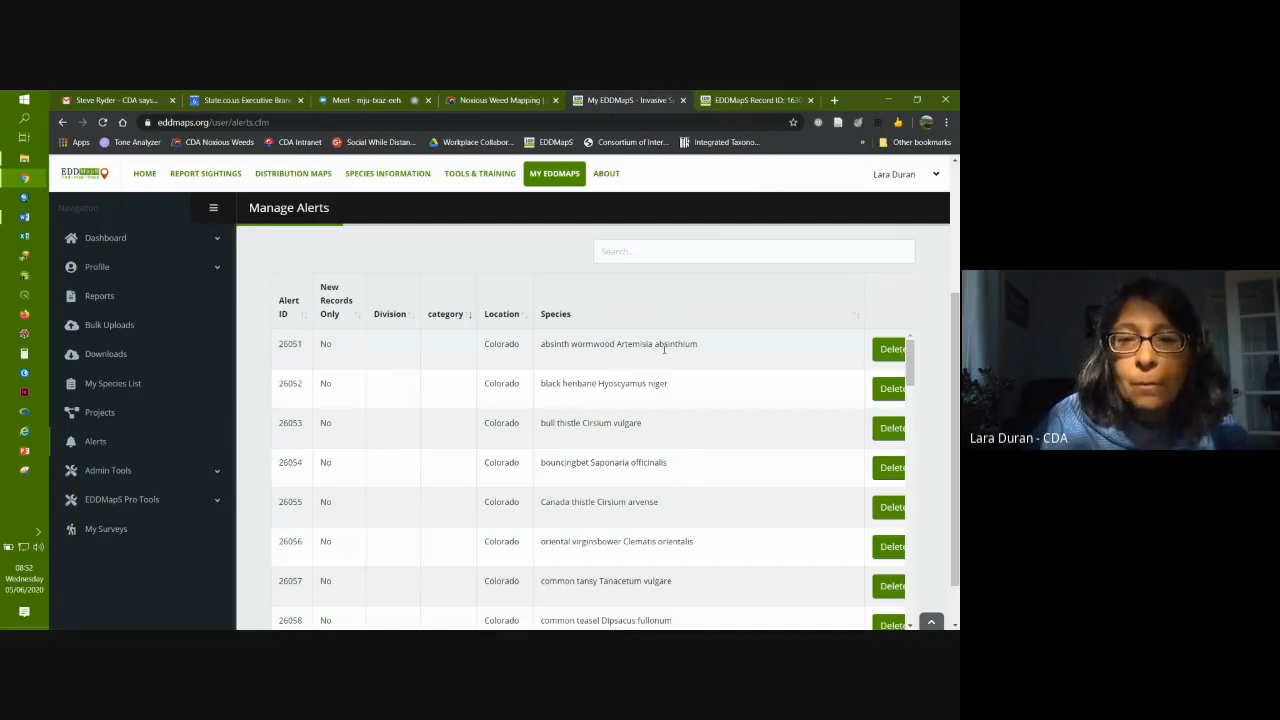 Steve Ryder - CDA says...
State.co.us Executive Bran
Meet - mju-txaz-eeh
Noxious Weed Mapping |
My EDDMapS - Invasive S
EDDMapS Record ID: 1630
eddmaps.org/user/alerts.cfm
Apps Tone Analyzer CDA Noxious Weeds CDA Intranet Social While Distan... Workplace Collabor... EDDMapS Consortium of Inter... Integrated Taxono... » Other bookmarks
EDDMapS HOME REPORT SIGHTINGS DISTRIBUTION MAPS SPECIES INFORMATION TOOLS & TRAINING MY EDDMAPS ABOUT Lara Duran
Navigation
Dashboard
Profile
Reports
Bulk Uploads
Downloads
My Species List
Projects
Alerts
Admin Tools
EDDMapS Pro Tools
My Surveys
Manage Alerts
Search...
Alert ID New Records Only Division category Location Species
26051 No Colorado absinth wormwood Artemisia absinthium Delete
26052 No Colorado black henbane Hyoscyamus niger Delete
26053 No Colorado bull thistle Cirsium vulgare Delete
26054 No Colorado bouncingbet Saponaria officinalis Delete
26055 No Colorado Canada thistle Cirsium arvense Delete
26056 No Colorado oriental virginsbower Clematis orientalis Delete
26057 No Colorado common tansy Tanacetum vulgare Delete
26058 No Colorado common teasel Dipsacus fullonum Delete
08:52
Wednesday
05/06/2020
Lara Duran - CDA